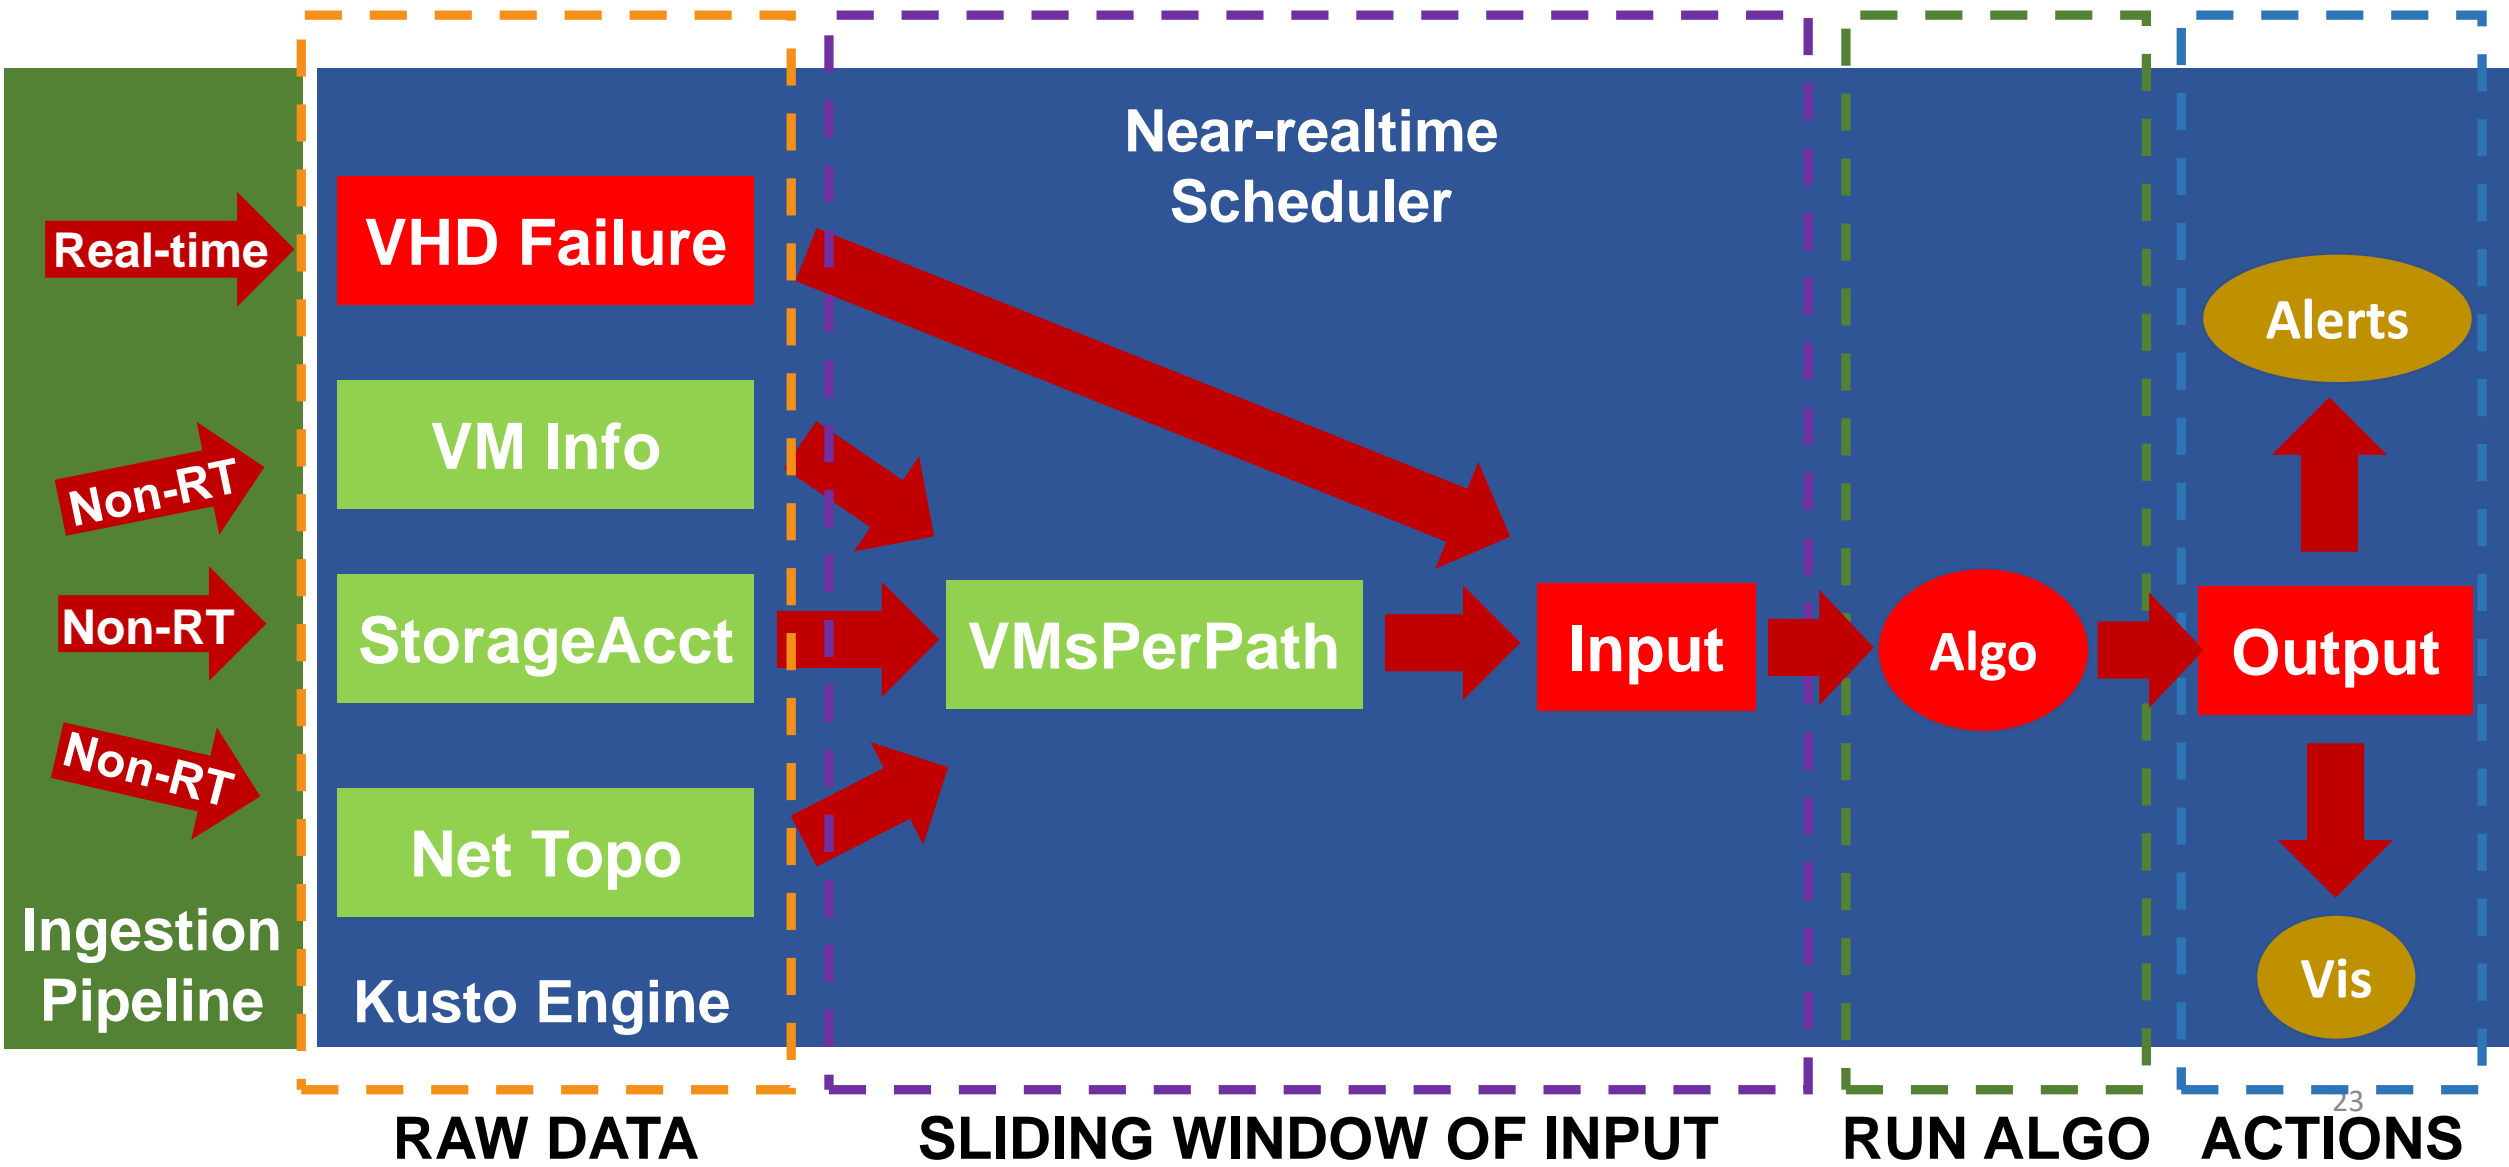 Near-realtime
Scheduler
Real-time
VHD Failure
Alerts
Non-RT
VM Info
Non-RT
StorageAcct
VMsPerPath
Input
Algo
Output
Non-RT
Net Topo
Ingestion
Pipeline
Kusto Engine
Vis
23
RAW DATA
SLIDING WINDOW OF INPUT
RUN ALGO
ACTIONS